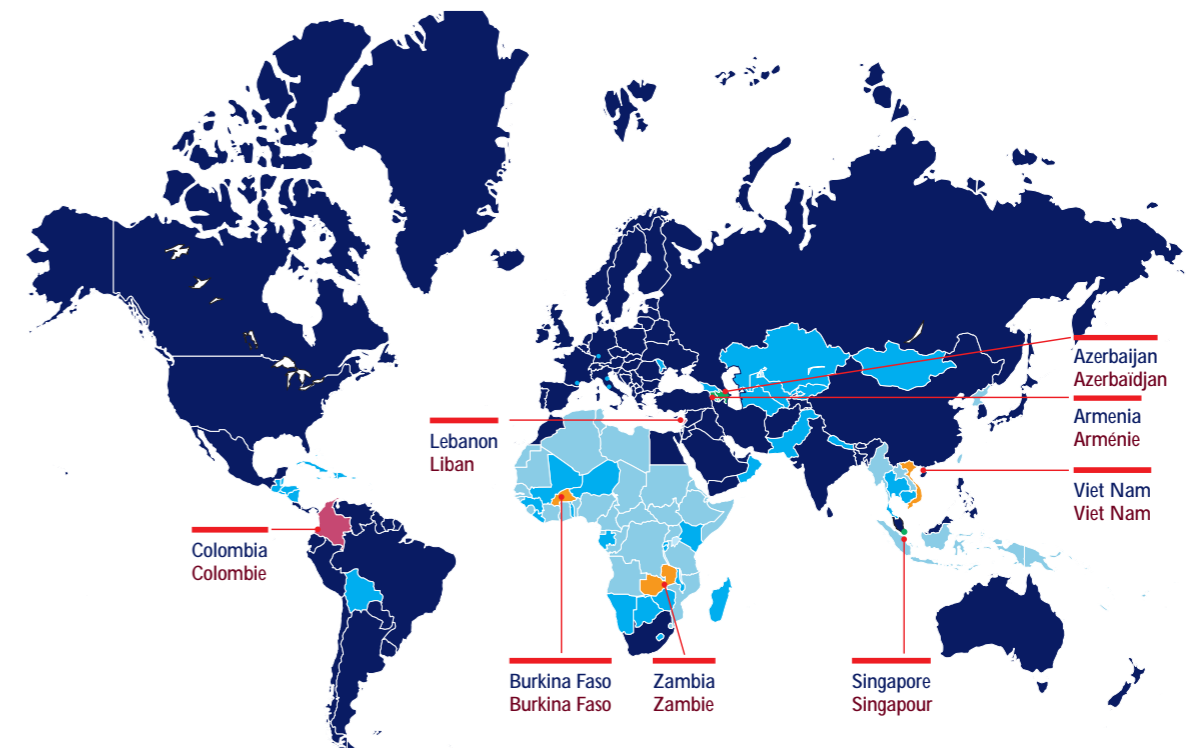 Azerbaijan
Azerbaïdjan
Armenia
Arménie
Lebanon
Liban
Viet Nam
Viet Nam
Colombia
Colombie
Burkina Faso
Burkina Faso
Zambia
Zambie
Singapore
Singapour